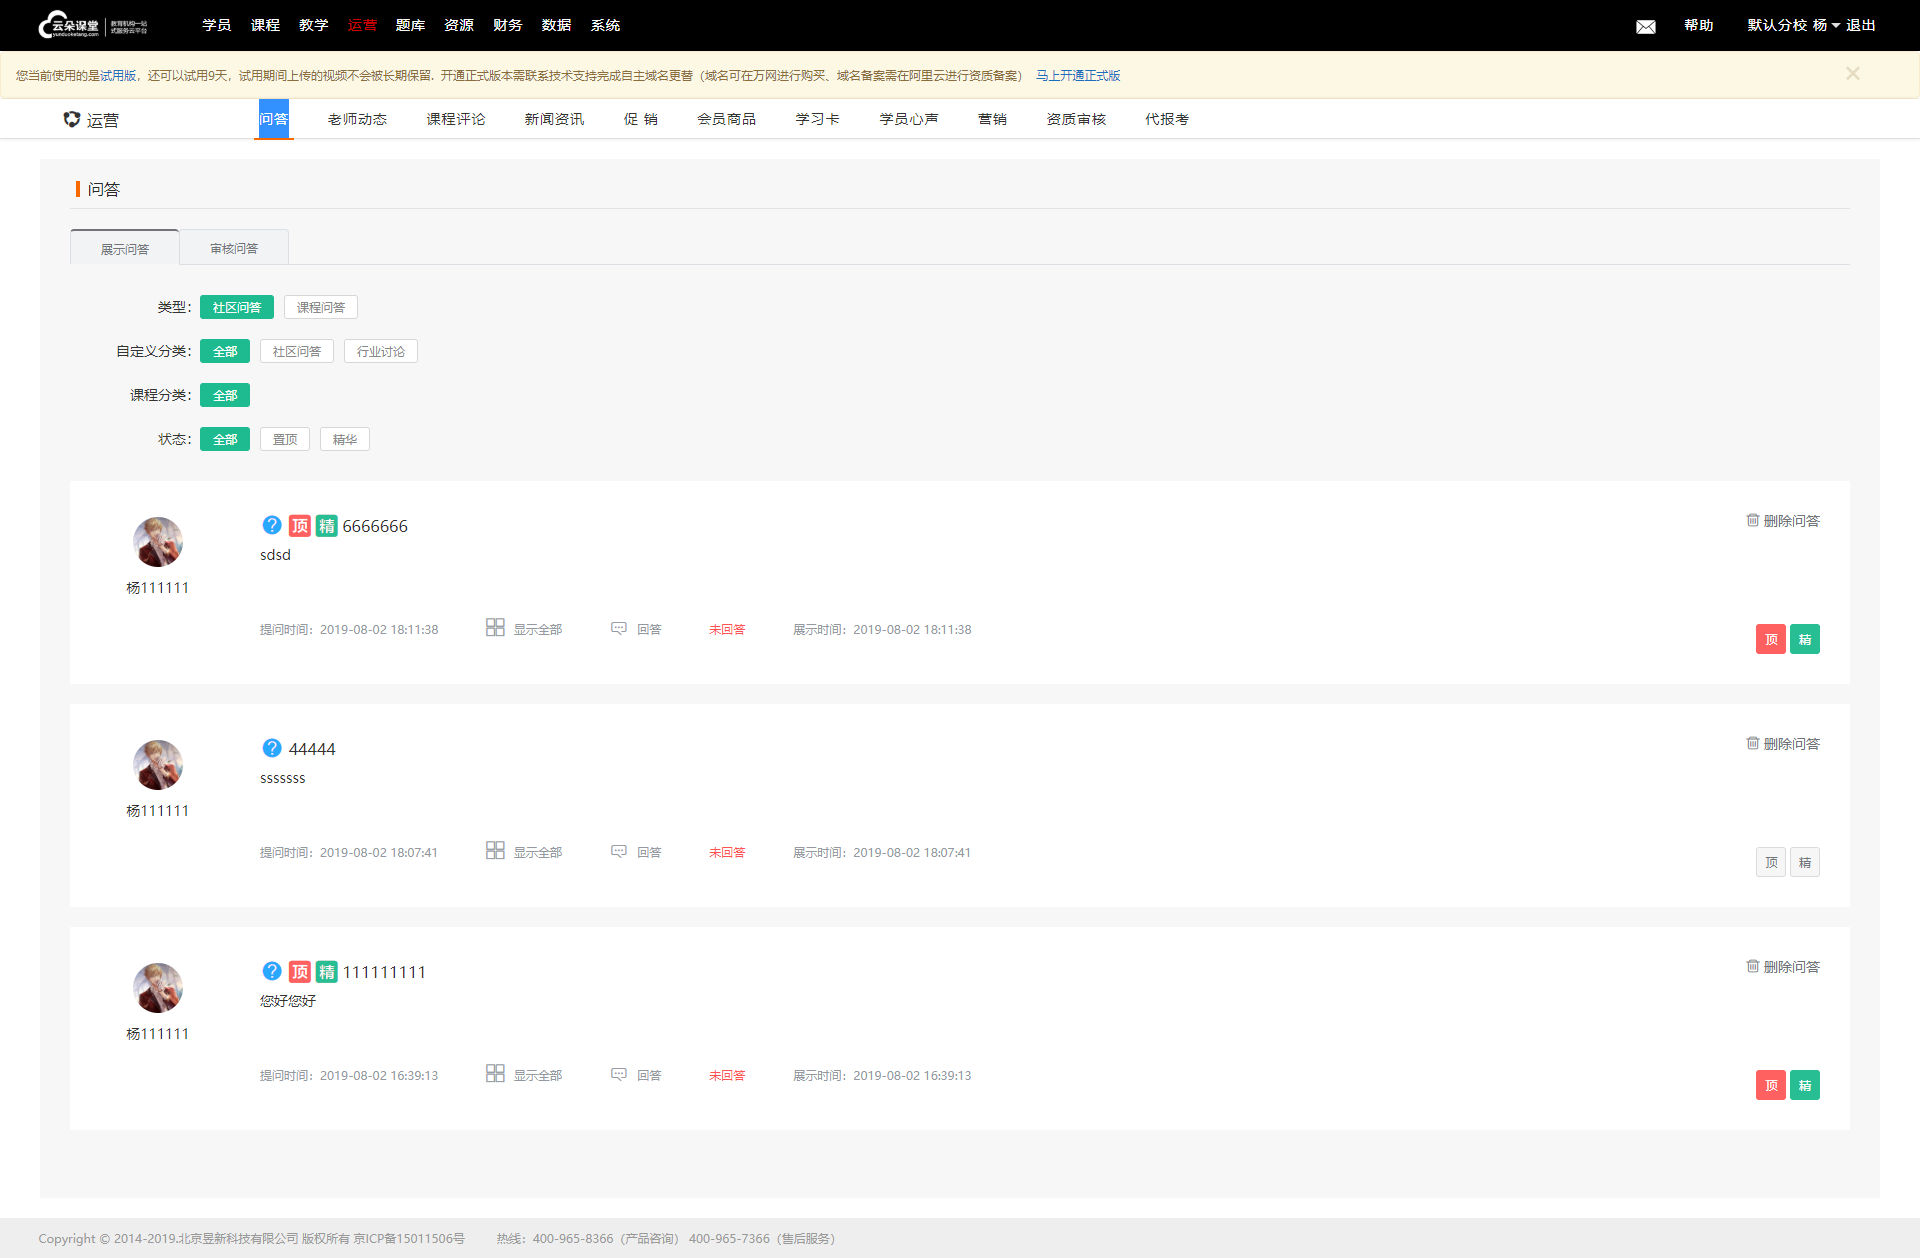 云朵课堂 yunduoketang.com 教育机构一站式服务云平台
学员 课程 教学 运营 题库 资源 财务 数据 系统 帮助 默认分校 杨 退出
您当前使用的是试用版，还可以试用9天，试用期间上传的视频不会被长期保留. 开通正式版本需联系技术支持完成自主域名更替（域名可在万网进行购买、域名备案需在阿里云进行资质备案） 马上开通正式版
运营 问答 老师动态 课程评论 新闻资讯 促 销 会员商品 学习卡 学员心声 营销 资质审核 代报考
问答
展示问答 审核问答
类型： 社区问答 课程问答
自定义分类： 全部 社区问答 行业讨论
课程分类： 全部
状态： 全部 置顶 精华
顶 精 6666666 删除问答
sdsd
杨111111
提问时间：2019-08-02 18:11:38 显示全部 回答 未回答 展示时间：2019-08-02 18:11:38
顶 精
44444 删除问答
sssssss
杨111111
提问时间：2019-08-02 18:07:41 显示全部 回答 未回答 展示时间：2019-08-02 18:07:41
顶 精
顶 精 111111111 删除问答
您好您好
杨111111
提问时间：2019-08-02 16:39:13 显示全部 回答 未回答 展示时间：2019-08-02 16:39:13
顶 精
Copyright © 2014-2019.北京昱新科技有限公司 版权所有 京ICP备15011506号 热线：400-965-8366（产品咨询） 400-965-7366（售后服务）